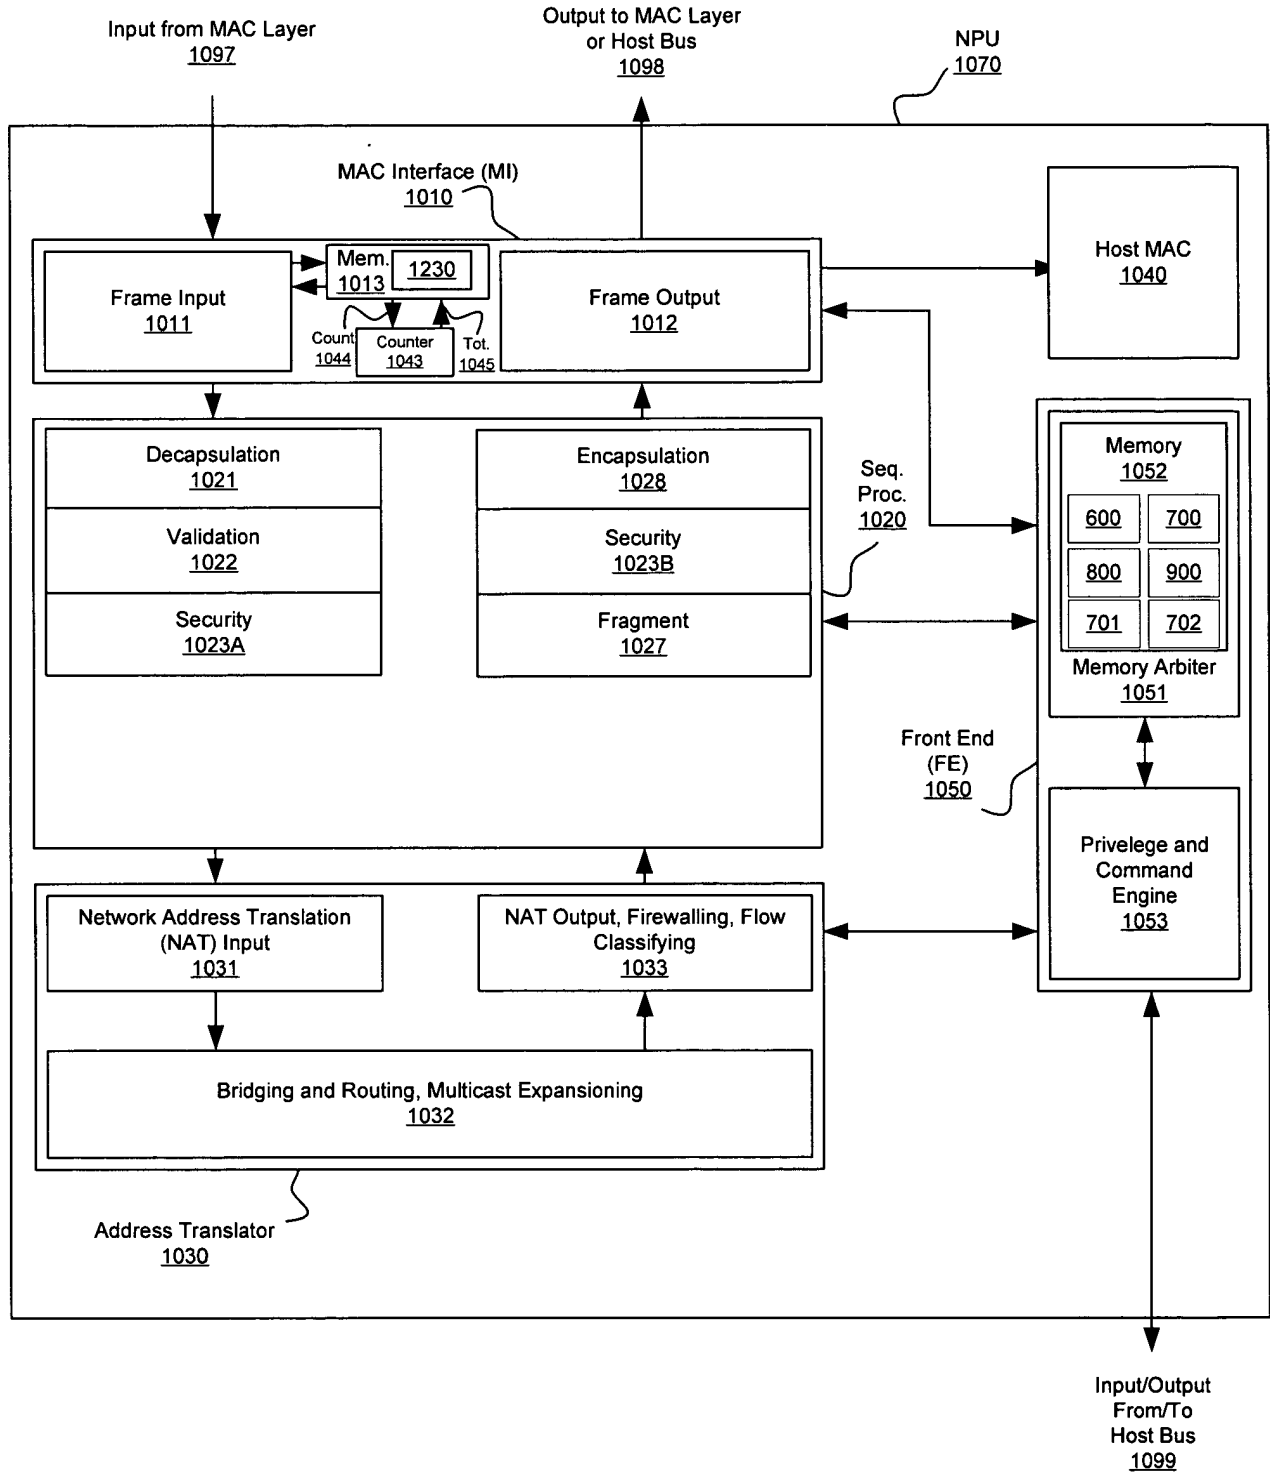 Input from MAC Layer
1097
Output to MAC Layer
or Host Bus
1098
NPU
1070
MAC Interface (MI)
1010
Frame Input
1011
Mem.
1013
1230
Count
1044
Counter
1043
Tot.
1045
Frame Output
1012
Host MAC
1040
Decapsulation
1021
Validation
1022
Security
1023A
Encapsulation
1028
Security
1023B
Fragment
1027
Seq.
Proc.
1020
Memory
1052
600
700
800
900
701
702
Memory Arbiter
1051
Front End
(FE)
1050
Privelege and
Command
Engine
1053
Network Address Translation
(NAT) Input
1031
NAT Output, Firewalling, Flow
Classifying
1033
Bridging and Routing, Multicast Expansioning
1032
Address Translator
1030
Input/Output
From/To
Host Bus
1099